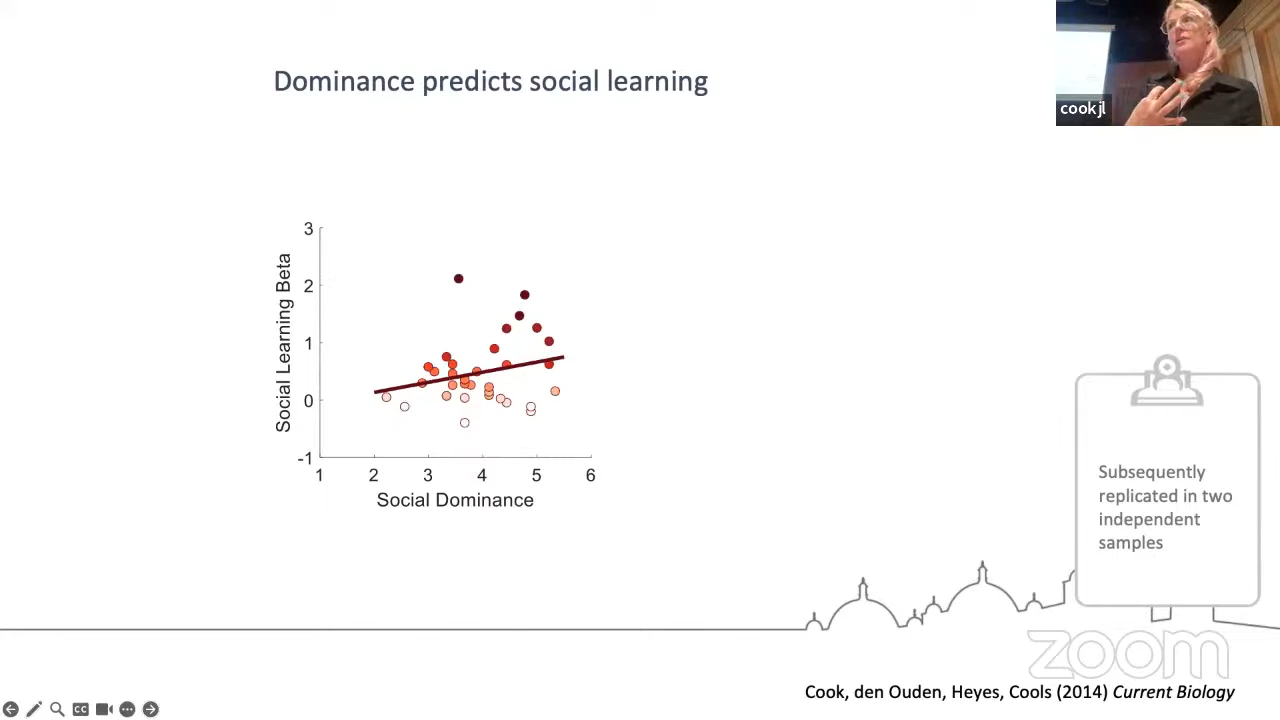 Dominance predicts social learning
cookjl
3
2
1
0
-1
Social Learning Beta
1 2 3 4 5 6
Social Dominance
Subsequently
replicated in two
independent
samples
zoom
Cook, den Ouden, Heyes, Cools (2014) Current Biology
CC